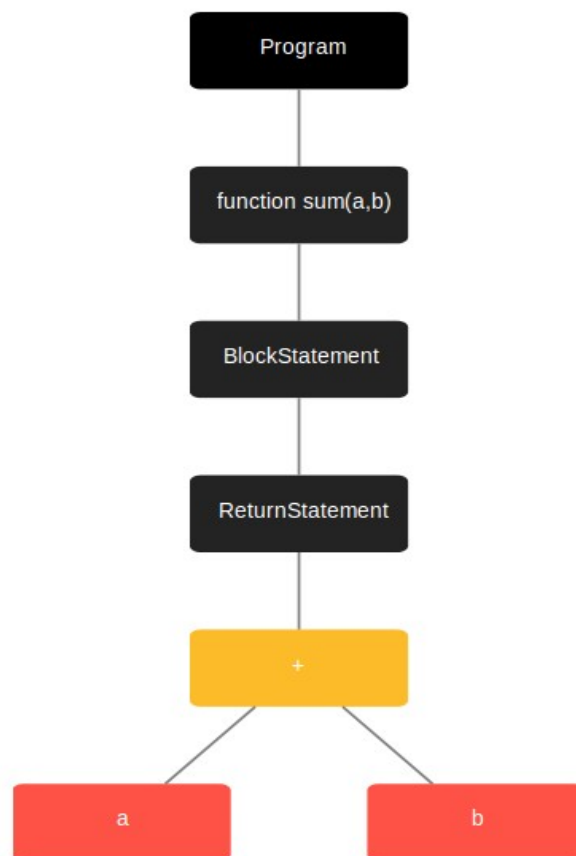 Program
function sum(a,b)
BlockStatement
ReturnStatement
+
a
b